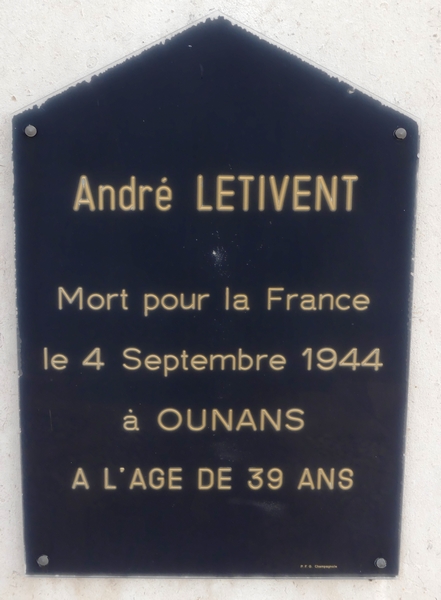 André LETIVENT
Mort pour la France
le 4 Septembre 1944
à OUNANS
A L'AGE DE 39 ANS